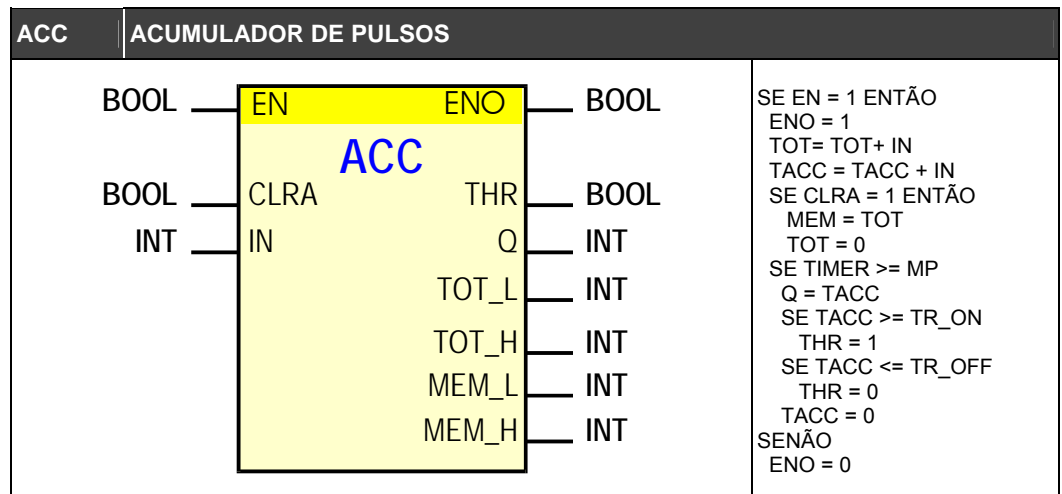 ACC ACUMULADOR DE PULSOS
BOOL EN ENO BOOL
ACC
BOOL CLRA THR BOOL
INT IN Q INT
TOT_L INT
TOT_H INT
MEM_L INT
MEM_H INT
SE EN = 1 ENTÃO
ENO = 1
TOT= TOT+ IN
TACC = TACC + IN
SE CLRA = 1 ENTÃO
MEM = TOT
TOT = 0
SE TIMER >= MP
Q = TACC
SE TACC >= TR_ON
THR = 1
SE TACC <= TR_OFF
THR = 0
TACC = 0
SENÃO
ENO = 0